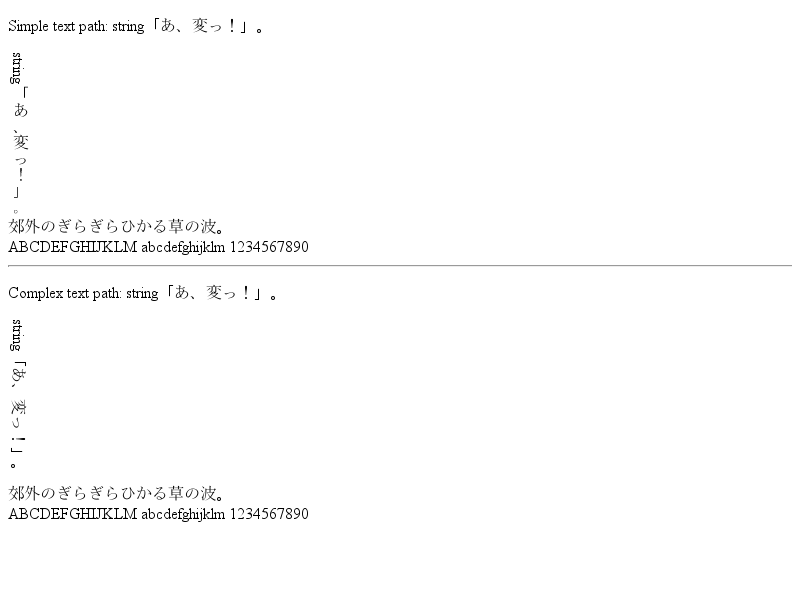 Simple text path: string「あ、変っ！」。
string「あ、変っ！」。
郊外のぎらぎらひかる草の波。
ABCDEFGHIJKLM abcdefghijklm 1234567890
Complex text path: string「あ、変っ！」。
string「あ、変っ！」。
郊外のぎらぎらひかる草の波。
ABCDEFGHIJKLM abcdefghijklm 1234567890